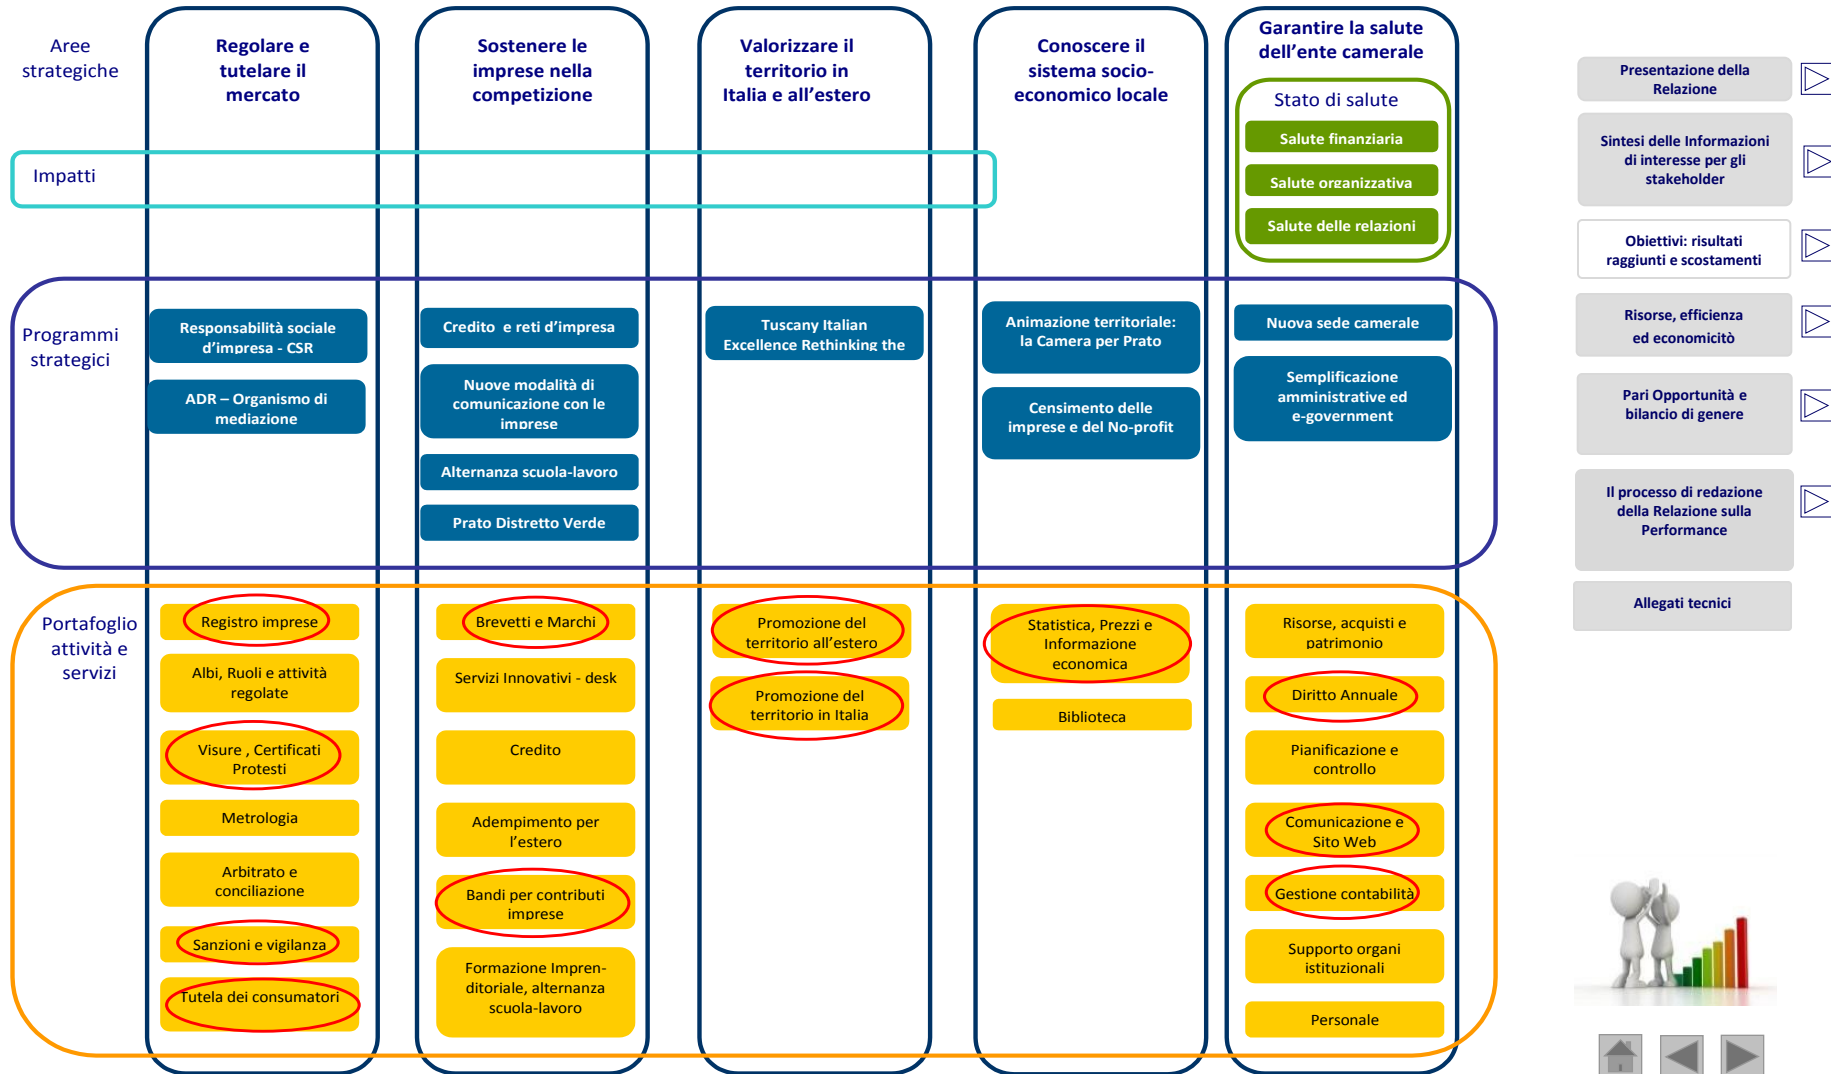 Aree
strategiche
Regolare e
tutelare il
mercato
Sostenere le
imprese nella
competizione
Valorizzare il
territorio in
Italia e all'estero
Conoscere il
sistema socio-
economico locale
Garantire la salute
dell'ente camerale
Stato di salute
Salute finanziaria
Salute organizzativa
Salute delle relazioni
Impatti
Programmi
strategici
Responsabilità sociale
d'impresa - CSR
ADR – Organismo di
mediazione
Credito e reti d'impresa
Nuove modalità di
comunicazione con le
imprese
Alternanza scuola-lavoro
Prato Distretto Verde
Tuscany Italian
Excellence Rethinking the
Animazione territoriale:
la Camera per Prato
Censimento delle
imprese e del No-profit
Nuova sede camerale
Semplificazione
amministrative ed
e-government
Portafoglio
attività e
servizi
Registro imprese
Albi, Ruoli e attività
regolate
Visure , Certificati
Protesti
Metrologia
Arbitrato e
conciliazione
Sanzioni e vigilanza
Tutela dei consumatori
Brevetti e Marchi
Servizi Innovativi - desk
Credito
Adempimento per
l'estero
Bandi per contributi
imprese
Formazione Impren-
ditoriale, alternanza
scuola-lavoro
Promozione del
territorio all'estero
Promozione del
territorio in Italia
Statistica, Prezzi e
Informazione
economica
Biblioteca
Risorse, acquisti e
patrimonio
Diritto Annuale
Pianificazione e
controllo
Comunicazione e
Sito Web
Gestione contabilità
Supporto organi
istituzionali
Personale
Presentazione della
Relazione
Sintesi delle Informazioni
di interesse per gli
stakeholder
Obiettivi: risultati
raggiunti e scostamenti
Risorse, efficienza
ed economicitò
Pari Opportunità e
bilancio di genere
Il processo di redazione
della Relazione sulla
Performance
Allegati tecnici